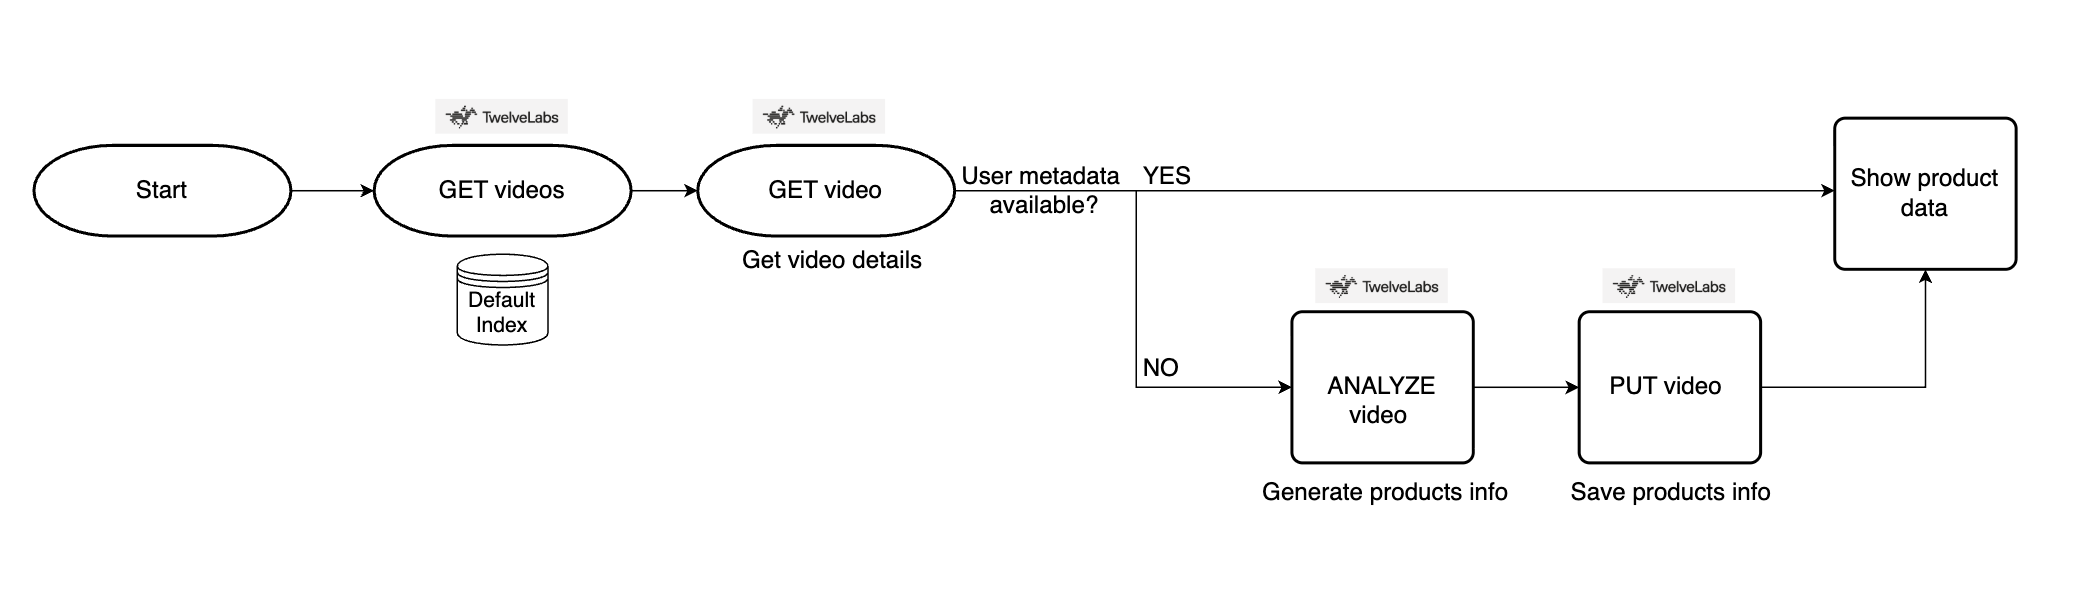 TwelveLabs
TwelveLabs
Start
GET videos
GET video
User metadata
available?
YES
Show product
data
Get video details
Default
Index
TwelveLabs
TwelveLabs
NO
ANALYZE
video
PUT video
Generate products info
Save products info